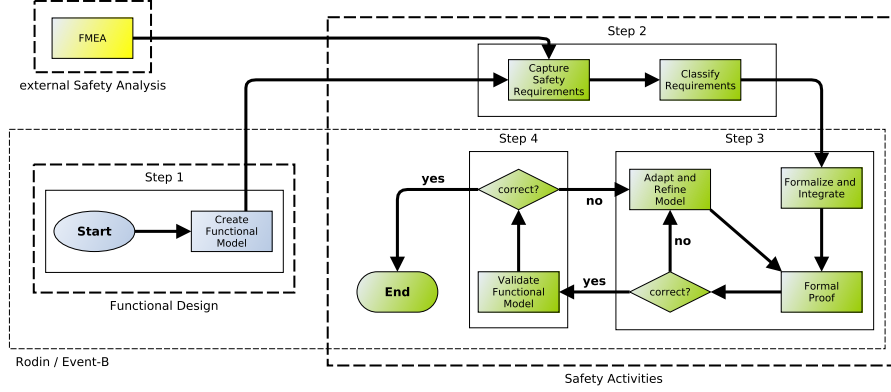 FMEA
external Safety Analysis
Step 2
Capture
Safety
Requirements
Classify
Requirements
Step 1
Start
Create
Functional
Model
Functional Design
Step 4
correct?
yes
no
End
Validate
Functional
Model
Step 3
Adapt and
Refine
Model
Formalize and
Integrate
no
yes
correct?
Formal
Proof
Rodin / Event-B
Safety Activities